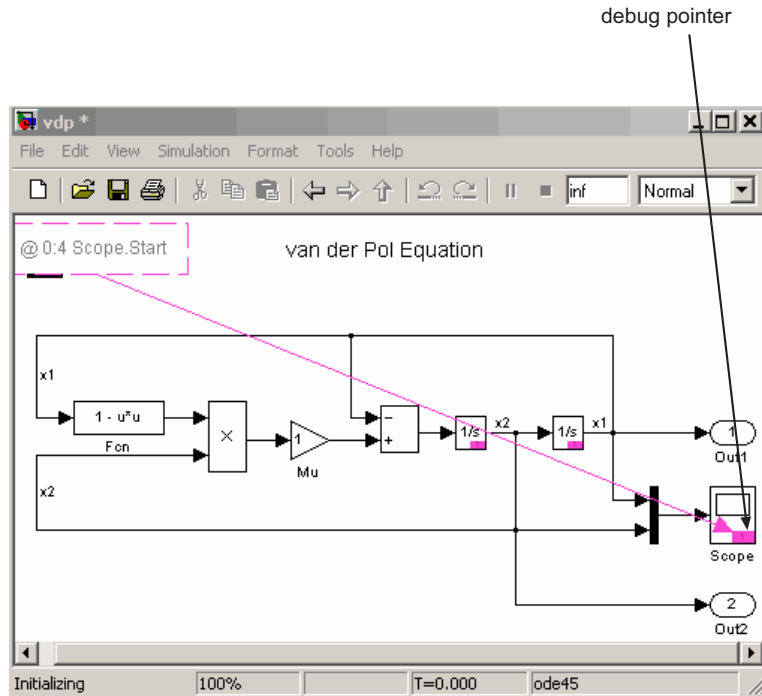 debug pointer
vdp *
File Edit View Simulation Format Tools Help
inf Normal
@ 0:4 Scope.Start
van der Pol Equation
x1
1 - u*u
Fcn
×
1
Mu
−
+
1/s
x2
1/s
x1
1
Out1
x2
Scope
2
Out2
Initializing 100% T=0.000 ode45